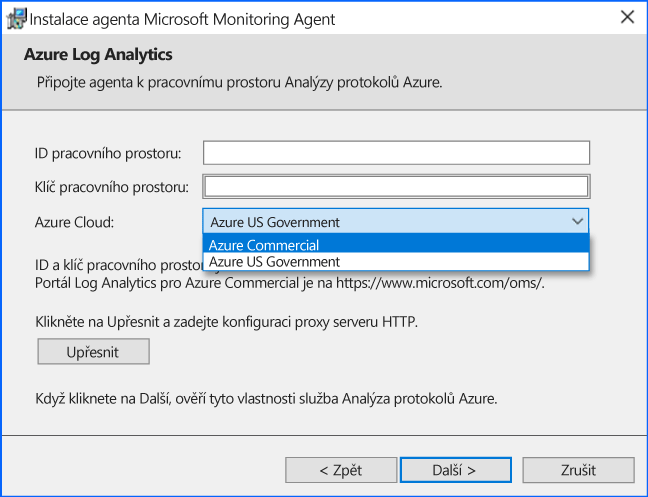 Instalace agenta Microsoft Monitoring Agent
Azure Log Analytics
Připojte agenta k pracovnímu prostoru Analýzy protokolů Azure.
ID pracovního prostoru:
Klíč pracovního prostoru:
Azure Cloud: Azure US Government
Azure Commercial
Azure US Government
ID a klíč pracovního
Portál Log Analytics pro Azure Commercial je na https://www.microsoft.com/oms/.
Klikněte na Upřesnit a zadejte konfiguraci proxy serveru HTTP.
Upřesnit
Když kliknete na Další, ověří tyto vlastnosti služba Analýza protokolů Azure.
< Zpět Další > Zrušit